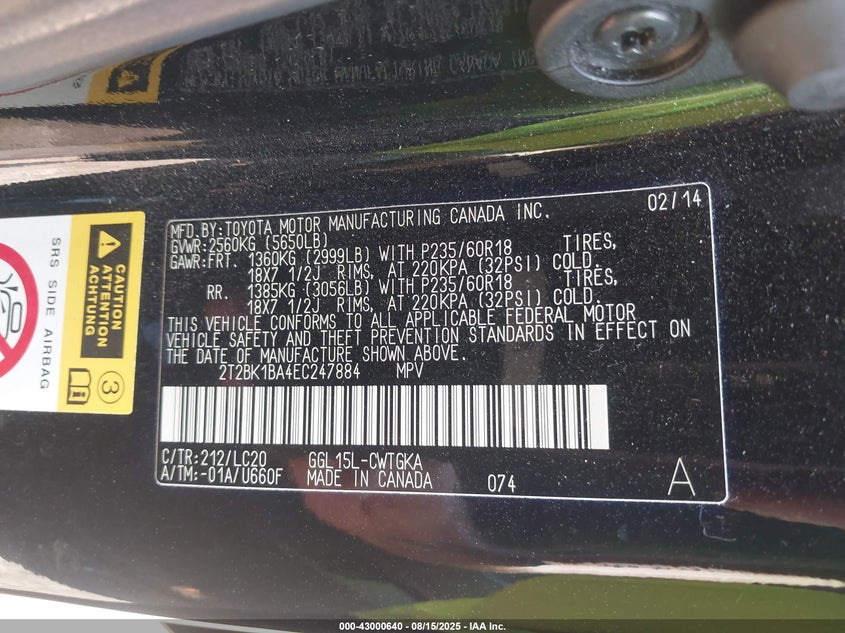 MFD.BY:TOYOTA MOTOR MANUFACTURING CANADA INC. 02/14
GVWR:2560KG (5650LB)
GAWR:FRT. 1360KG (2999LB) WITH P235/60R18 TIRES,
18X7 1/2J RIMS, AT 220KPA (32PSI) COLD.
RR. 1385KG (3056LB) WITH P235/60R18 TIRES,
18X7 1/2J RIMS, AT 220KPA (32PSI) COLD.
THIS VEHICLE CONFORMS TO ALL APPLICABLE FEDERAL MOTOR
VEHICLE SAFETY AND THEFT PREVENTION STANDARDS IN EFFECT ON
THE DATE OF MANUFACTURE SHOWN ABOVE.
2T2BK1BA4EC247884 MPV
C/TR:212/LC20 GGL15L-CWTGKA
A/TM:-01A/U660F MADE IN CANADA 074 A
SRS SIDE AIRBAG
CAUTION
ATTENTION
ACHTUNG
3
000-43000640 - 08/15/2025 - IAA Inc.